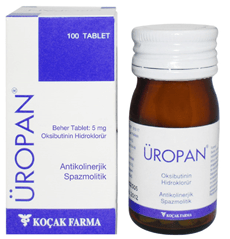 100 TABLET
ÜROPAN®
Beher Tablet: 5 mg
Oksibutinin Hidroklorür
Antikolinerjik
Spazmolitik
KOÇAK FARMA
ÜROPAN®
Oksibutinin
Hidroklorür
Antikolinerjik
Spazmolitik
KOÇAK FARMA